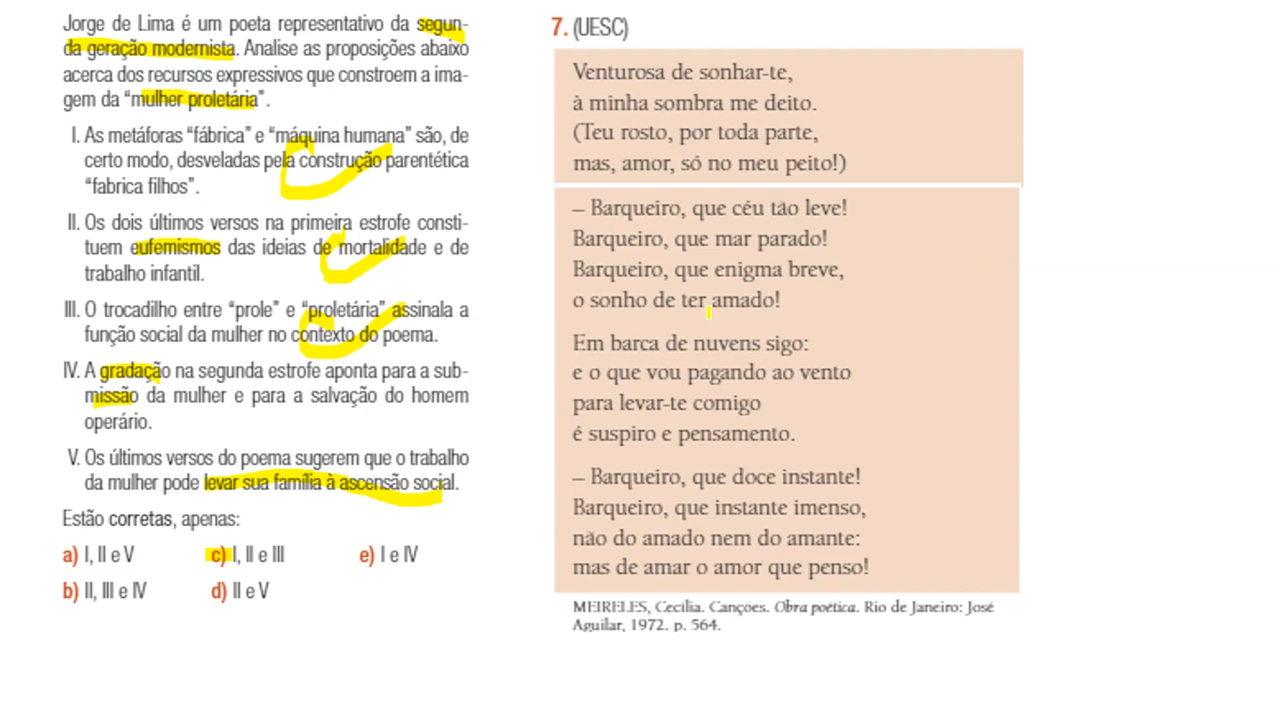 Jorge de Lima é um poeta representativo da segun-
da geração modernista. Analise as proposições abaixo
acerca dos recursos expressivos que constroem a ima-
gem da “mulher proletária”.
I. As metáforas “fábrica” e “máquina humana” são, de
certo modo, desveladas pela construção parentética
“fabrica filhos”.
II. Os dois últimos versos na primeira estrofe consti-
tuem eufemismos das ideias de mortalidade e de
trabalho infantil.
III. O trocadilho entre “prole” e “proletária” assinala a
função social da mulher no contexto do poema.
IV. A gradação na segunda estrofe aponta para a sub-
missão da mulher e para a salvação do homem
operário.
V. Os últimos versos do poema sugerem que o trabalho
da mulher pode levar sua família à ascensão social.
Estão corretas, apenas:
a) I, II e V c) I, II e III e) I e IV
b) II, III e IV d) II e V
7. (UESC)
Venturosa de sonhar-te,
à minha sombra me deito.
(Teu rosto, por toda parte,
mas, amor, só no meu peito!)
– Barqueiro, que céu tão leve!
Barqueiro, que mar parado!
Barqueiro, que enigma breve,
o sonho de ter amado!
Em barca de nuvens sigo:
e o que vou pagando ao vento
para levar-te comigo
é suspiro e pensamento.
– Barqueiro, que doce instante!
Barqueiro, que instante imenso,
não do amado nem do amante:
mas de amar o amor que penso!
MEIRELES, Cecília. Canções. Obra poética. Rio de Janeiro: José
Aguilar, 1972. p. 564.